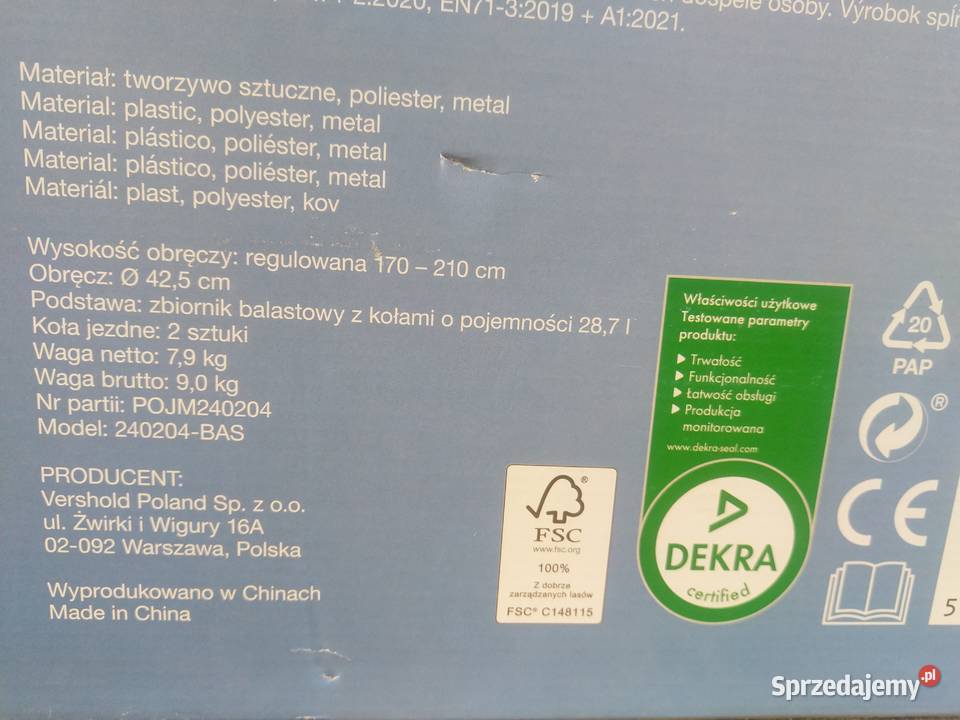 EN71-3:2019 + A1:2021.
dospelé osoby. Výrobok
Materiał: tworzywo sztuczne, poliester, metal
Material: plastic, polyester, metal
Material: plástico, poliéster, metal
Material: plástico, poliéster, metal
Materiál: plast, polyester, kov
Wysokość obręczy: regulowana 170 – 210 cm
Obręcz: Ø 42,5 cm
Podstawa: zbiornik balastowy z kołami o pojemności 28,7 l
Koła jezdne: 2 sztuki
Waga netto: 7,9 kg
Waga brutto: 9,0 kg
Nr partii: POJM240204
Model: 240204-BAS
PRODUCENT:
Vershold Poland Sp. z o.o.
ul. Żwirki i Wigury 16A
02-092 Warszawa, Polska
Wyprodukowano w Chinach
Made in China
FSC
®
www.fsc.org
100%
Z dobrze
zarządzanych lasów
FSC® C148115
Właściwości użytkowe
Testowane parametry
produktu:
Trwałość
Funkcjonalność
Łatwość obsługi
Produkcja
monitorowana
www.dekra-seal.com
DEKRA
certified
20
PAP
®
CE
5
Sprzedajemy.pl